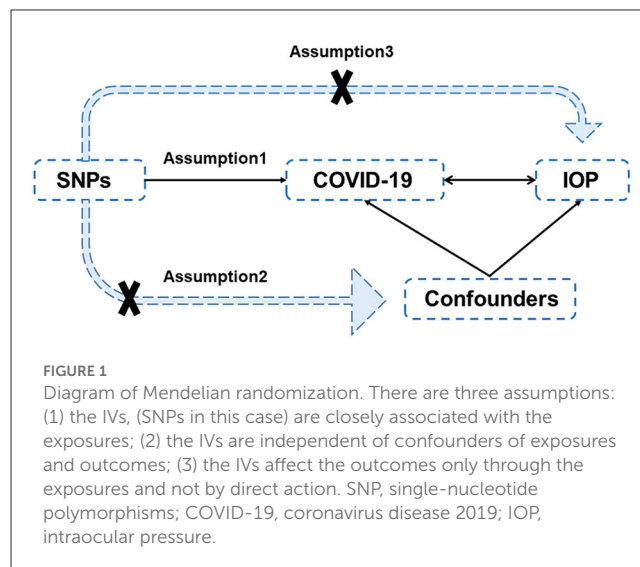 Assumption3
Assumption1
SNPs
COVID-19
IOP
Assumption2
Confounders
FIGURE 1
Diagram of Mendelian randomization. There are three assumptions:
(1) the IVs, (SNPs in this case) are closely associated with the
exposures; (2) the IVs are independent of confounders of exposures
and outcomes; (3) the IVs affect the outcomes only through the
exposures and not by direct action. SNP, single-nucleotide
polymorphisms; COVID-19, coronavirus disease 2019; IOP,
intraocular pressure.